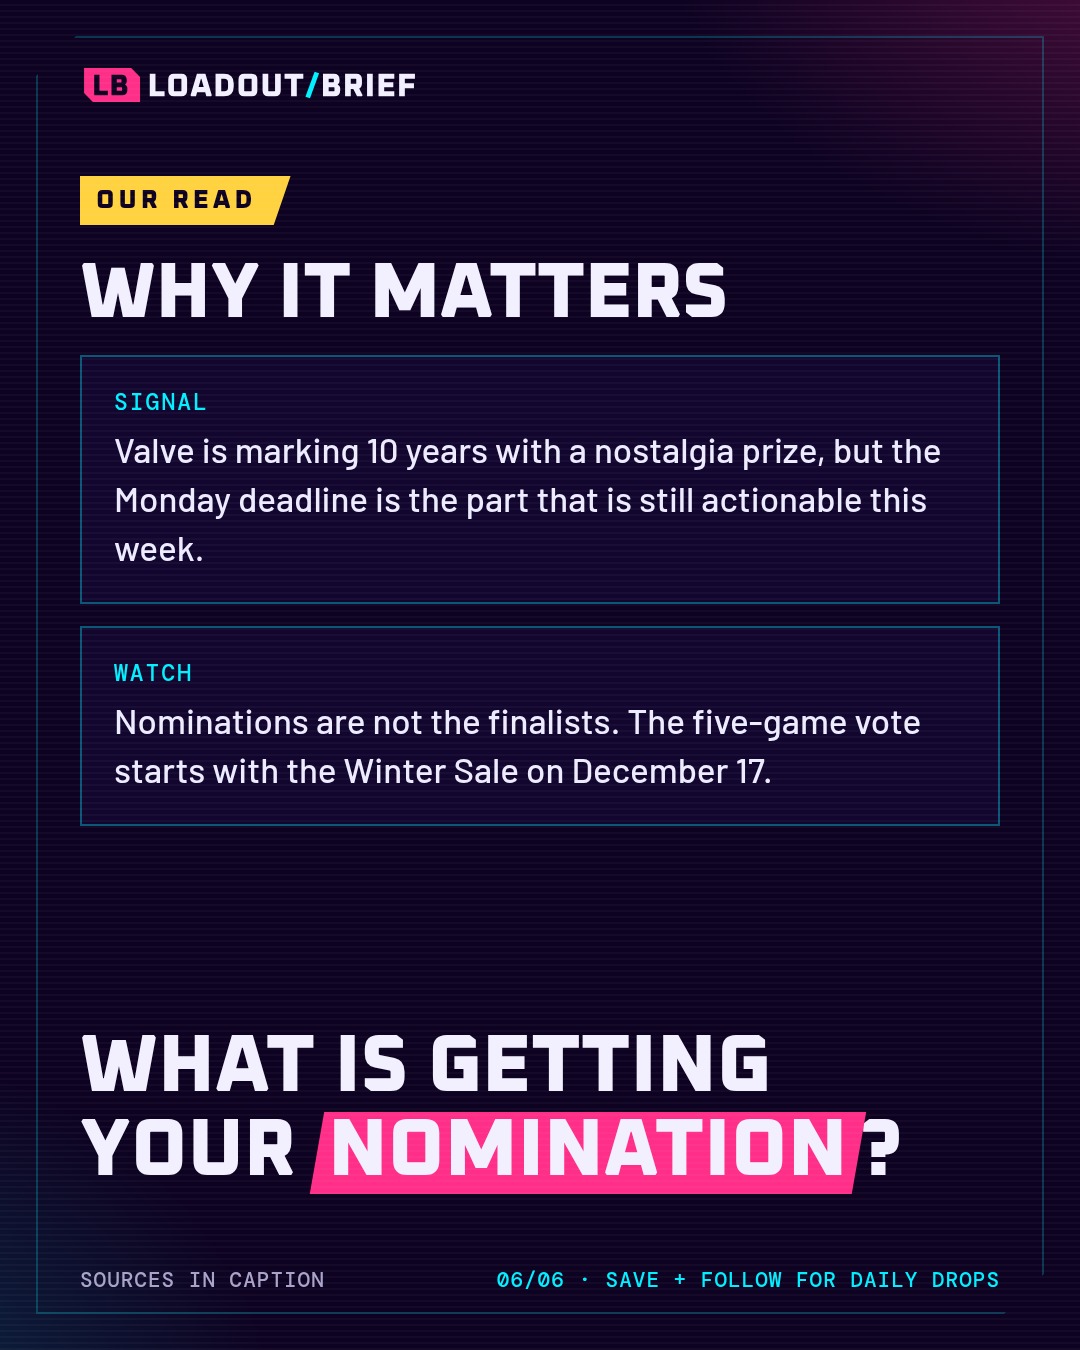 LB LOADOUT/BRIEF
OUR READ
WHY IT MATTERS
SIGNAL
Valve is marking 10 years with a nostalgia prize, but the
Monday deadline is the part that is still actionable this
week.
WATCH
Nominations are not the finalists. The five-game vote
starts with the Winter Sale on December 17.
WHAT IS GETTING
YOUR NOMINATION?
SOURCES IN CAPTION
06/06 · SAVE + FOLLOW FOR DAILY DROPS